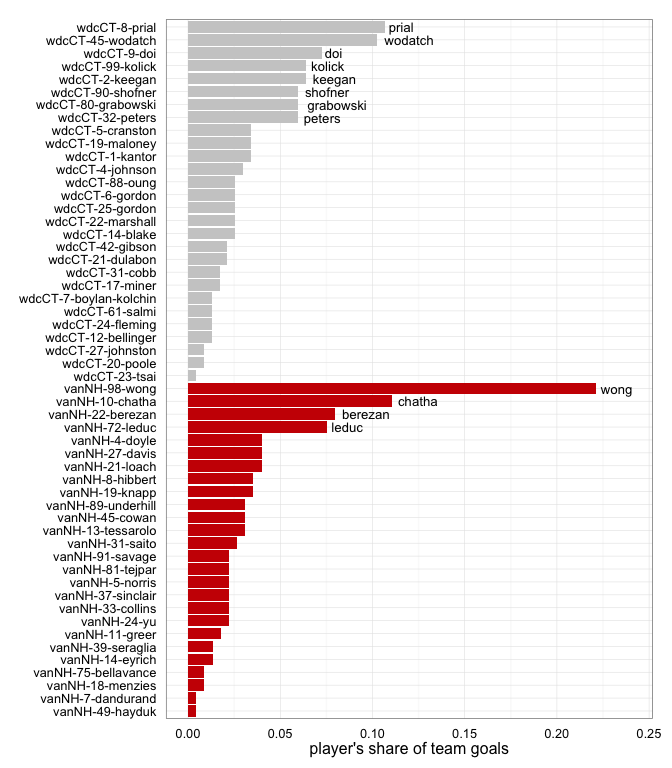 wdcCT-8-prial prial
wdcCT-45-wodatch wodatch
wdcCT-9-doi doi
wdcCT-99-kolick kolick
wdcCT-2-keegan keegan
wdcCT-90-shofner shofner
wdcCT-80-grabowski grabowski
wdcCT-32-peters peters
wdcCT-5-cranston
wdcCT-19-maloney
wdcCT-1-kantor
wdcCT-4-johnson
wdcCT-88-oung
wdcCT-6-gordon
wdcCT-25-gordon
wdcCT-22-marshall
wdcCT-14-blake
wdcCT-42-gibson
wdcCT-21-dulabon
wdcCT-31-cobb
wdcCT-17-miner
wdcCT-7-boylan-kolchin
wdcCT-61-salmi
wdcCT-24-fleming
wdcCT-12-bellinger
wdcCT-27-johnston
wdcCT-20-poole
wdcCT-23-tsai
vanNH-98-wong wong
vanNH-10-chatha chatha
vanNH-22-berezan berezan
vanNH-72-leduc leduc
vanNH-4-doyle
vanNH-27-davis
vanNH-21-loach
vanNH-8-hibbert
vanNH-19-knapp
vanNH-89-underhill
vanNH-45-cowan
vanNH-13-tessarolo
vanNH-31-saito
vanNH-91-savage
vanNH-81-tejpar
vanNH-5-norris
vanNH-37-sinclair
vanNH-33-collins
vanNH-24-yu
vanNH-11-greer
vanNH-39-seraglia
vanNH-14-eyrich
vanNH-75-bellavance
vanNH-18-menzies
vanNH-7-dandurand
vanNH-49-hayduk
0.00 0.05 0.10 0.15 0.20 0.25
player's share of team goals